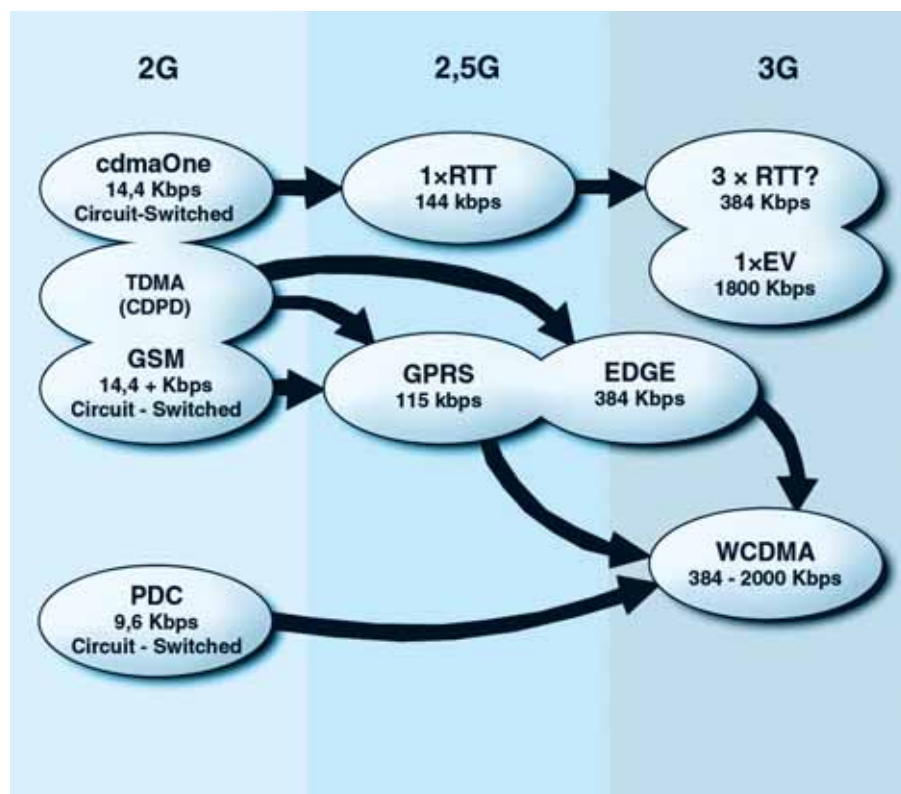 2G
2,5G
3G
cdmaOne
14,4 Kbps
Circuit-Switched
1×RTT
144 kbps
3 × RTT?
384 Kbps
1×EV
1800 Kbps
TDMA
(CDPD)
GSM
14,4 + Kbps
Circuit - Switched
GPRS
115 kbps
EDGE
384 Kbps
WCDMA
384 - 2000 Kbps
PDC
9,6 Kbps
Circuit - Switched